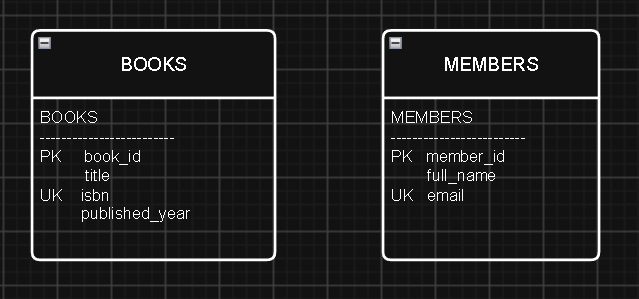 BOOKS
BOOKS
--------------------------
PK book_id
title
UK isbn
published_year
MEMBERS
MEMBERS
--------------------------
PK member_id
full_name
UK email